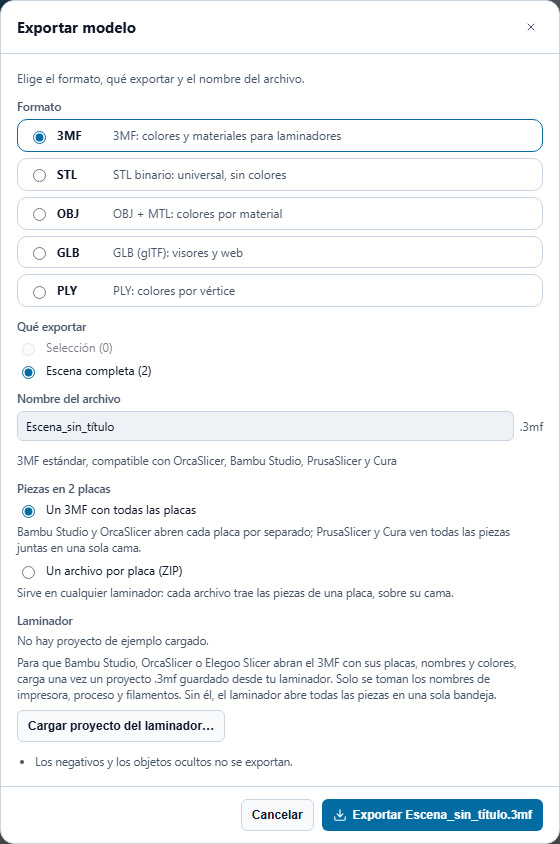 Exportar modelo
Elige el formato, qué exportar y el nombre del archivo.
Formato
3MF 3MF: colores y materiales para laminadores
STL STL binario: universal, sin colores
OBJ OBJ + MTL: colores por material
GLB GLB (glTF): visores y web
PLY PLY: colores por vértice
Qué exportar
Selección (0)
Escena completa (2)
Nombre del archivo
Escena_sin_título .3mf
3MF estándar, compatible con OrcaSlicer, Bambu Studio, PrusaSlicer y Cura
Piezas en 2 placas
Un 3MF con todas las placas
Bambu Studio y OrcaSlicer abren cada placa por separado; PrusaSlicer y Cura ven todas las piezas
juntas en una sola cama.
Un archivo por placa (ZIP)
Sirve en cualquier laminador: cada archivo trae las piezas de una placa, sobre su cama.
Laminador
No hay proyecto de ejemplo cargado.
Para que Bambu Studio, OrcaSlicer o Elegoo Slicer abran el 3MF con sus placas, nombres y colores,
carga una vez un proyecto .3mf guardado desde tu laminador. Solo se toman los nombres de
impresora, proceso y filamentos. Sin él, el laminador abre todas las piezas en una sola bandeja.
Cargar proyecto del laminador...
• Los negativos y los objetos ocultos no se exportan.
Cancelar Exportar Escena_sin_título.3mf